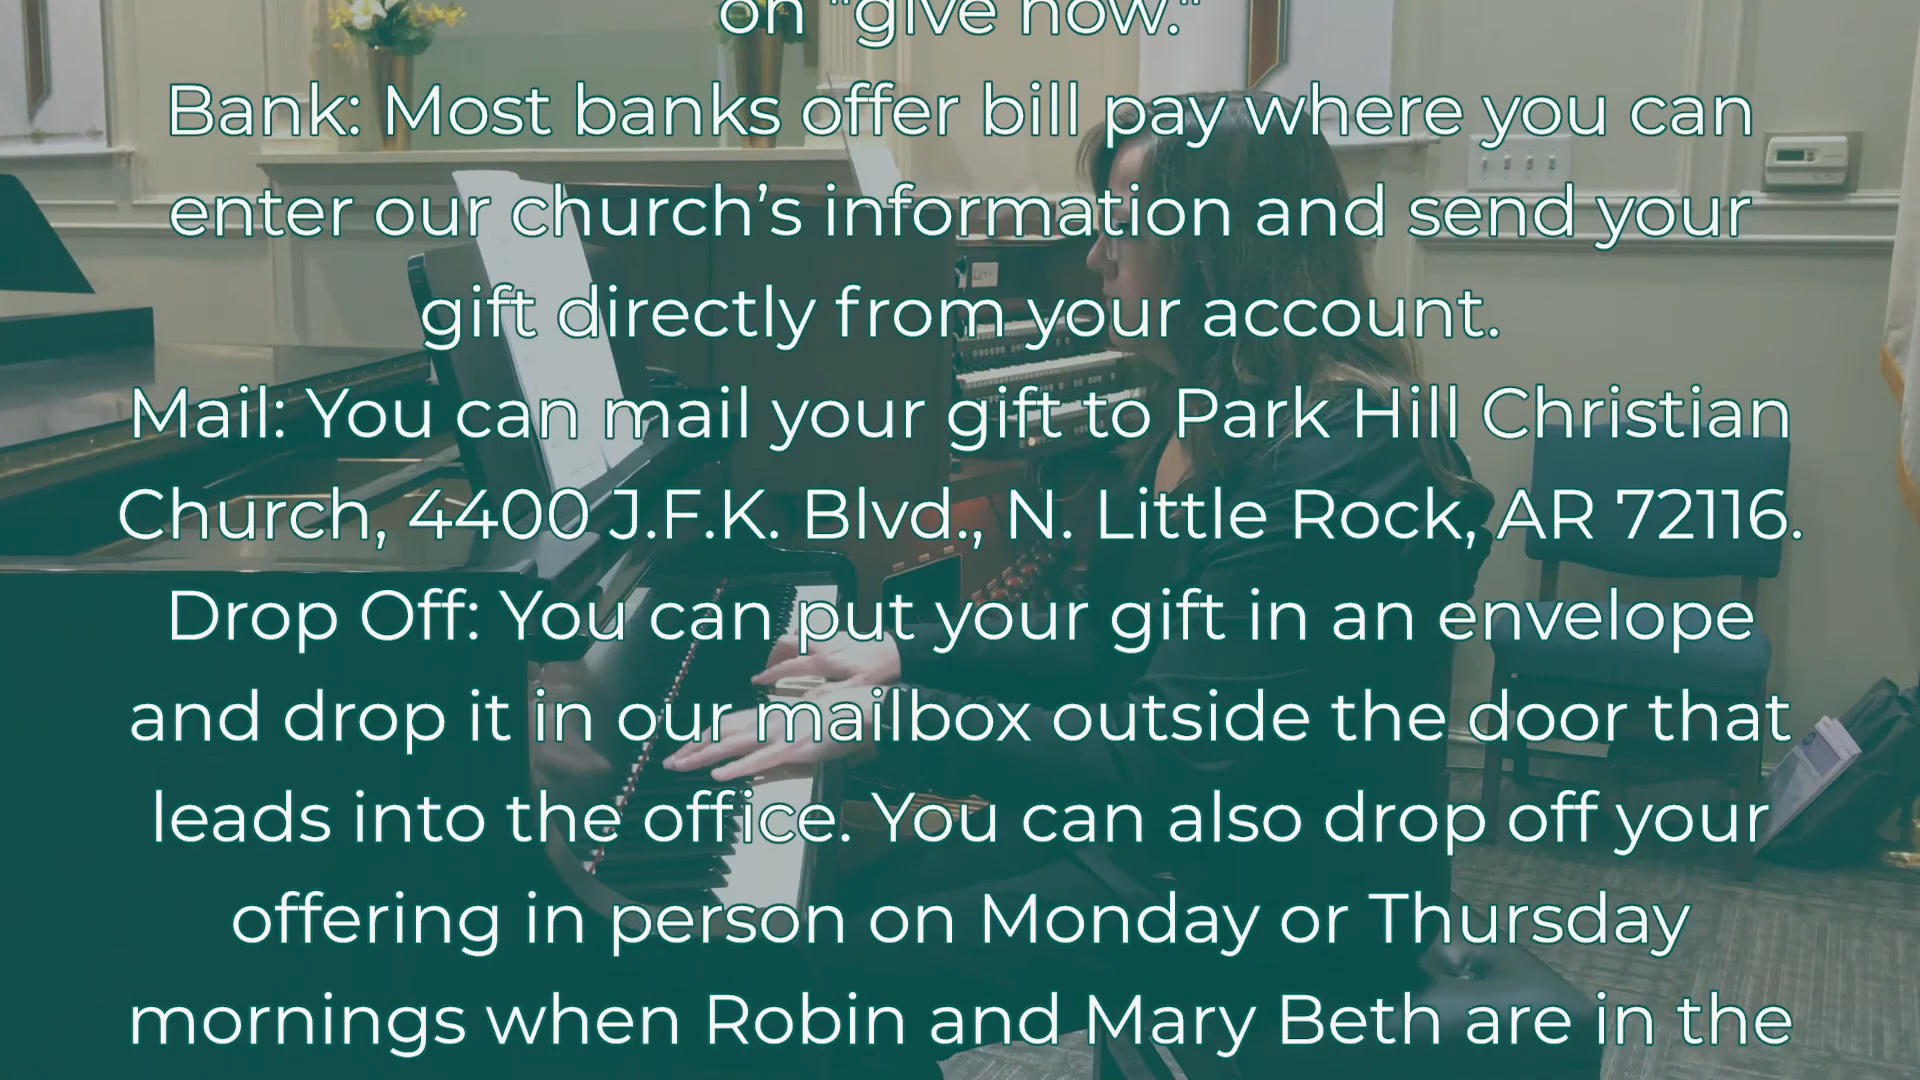 on "give now."
Bank: Most banks offer bill pay where you can
enter our church’s information and send your
gift directly from your account.
Mail: You can mail your gift to Park Hill Christian
Church, 4400 J.F.K. Blvd., N. Little Rock, AR 72116.
Drop Off: You can put your gift in an envelope
and drop it in our mailbox outside the door that
leads into the office. You can also drop off your
offering in person on Monday or Thursday
mornings when Robin and Mary Beth are in the